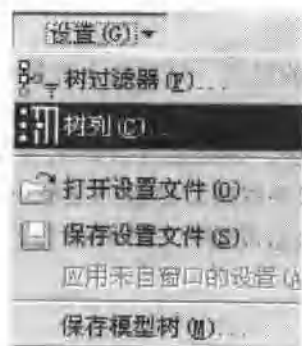 设置(G)
树过滤器(F)...
树列(C)...
打开设置文件(O)...
保存设置文件(S)...
应用来自窗口的设置(A
保存模型树(M)...